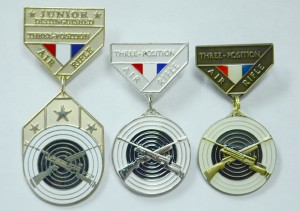 JUNIOR
DISTINGUISHED
THREE-POSITION
AIR RIFLE
THREE-POSITION
AIR RIFLE
THREE-POSITION
AIR RIFLE